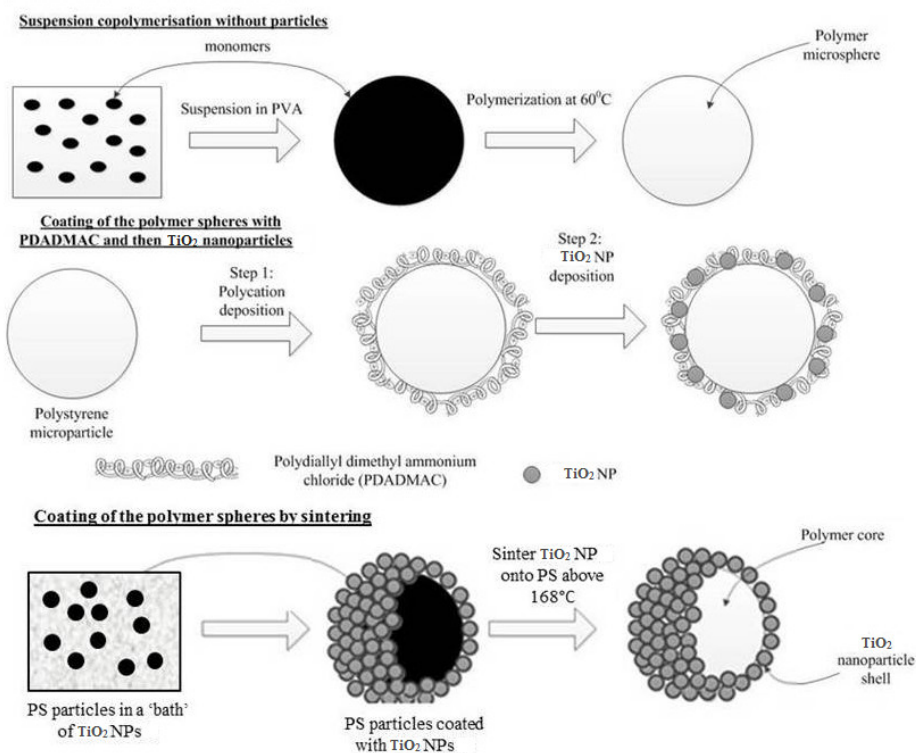 Suspension copolymerisation without particles
monomers
Suspension in PVA
Polymerization at 60⁰C
Polymer
microsphere
Coating of the polymer spheres with
PDADMAC and then TiO₂ nanoparticles
Step 1:
Polycation
deposition
Step 2:
TiO₂ NP
deposition
Polystyrene
microparticle
Polydiallyl dimethyl ammonium
chloride (PDADMAC)
TiO₂ NP
Coating of the polymer spheres by sintering
Sinter TiO₂ NP
onto PS above
168°C
Polymer core
TiO₂
nanoparticle
shell
PS particles in a ‘bath’
of TiO₂ NPs
PS particles coated
with TiO₂ NPs